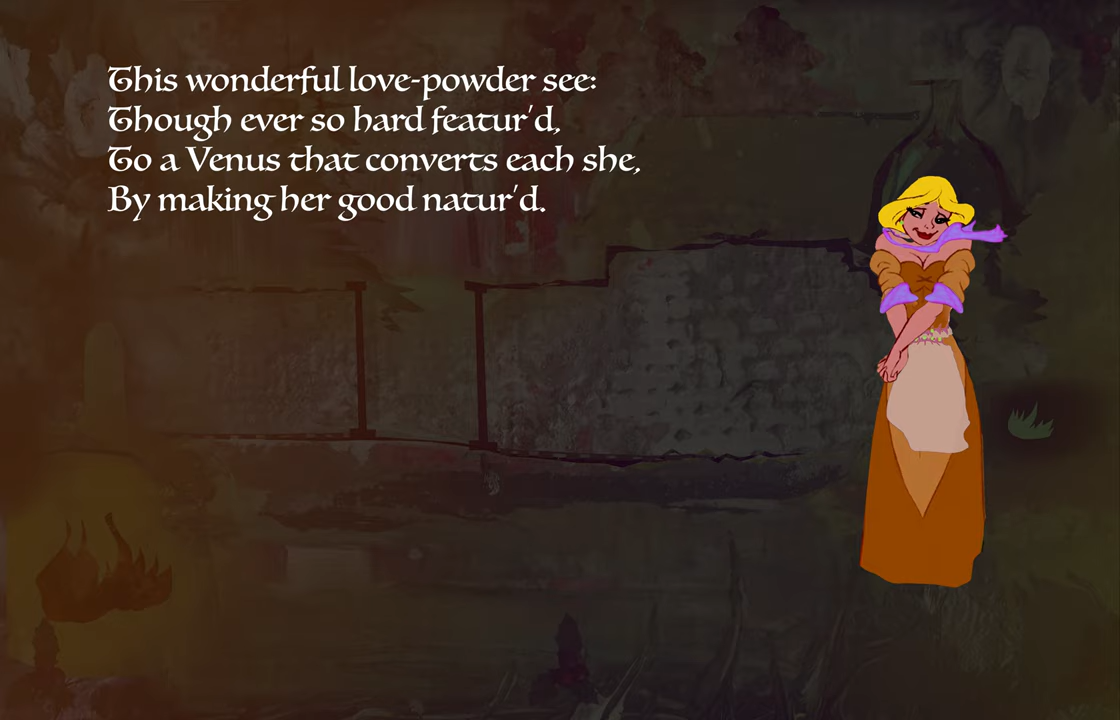 This wonderful love-powder see:
Though ever so hard featur'd,
To a Venus that converts each she,
By making her good natur'd.